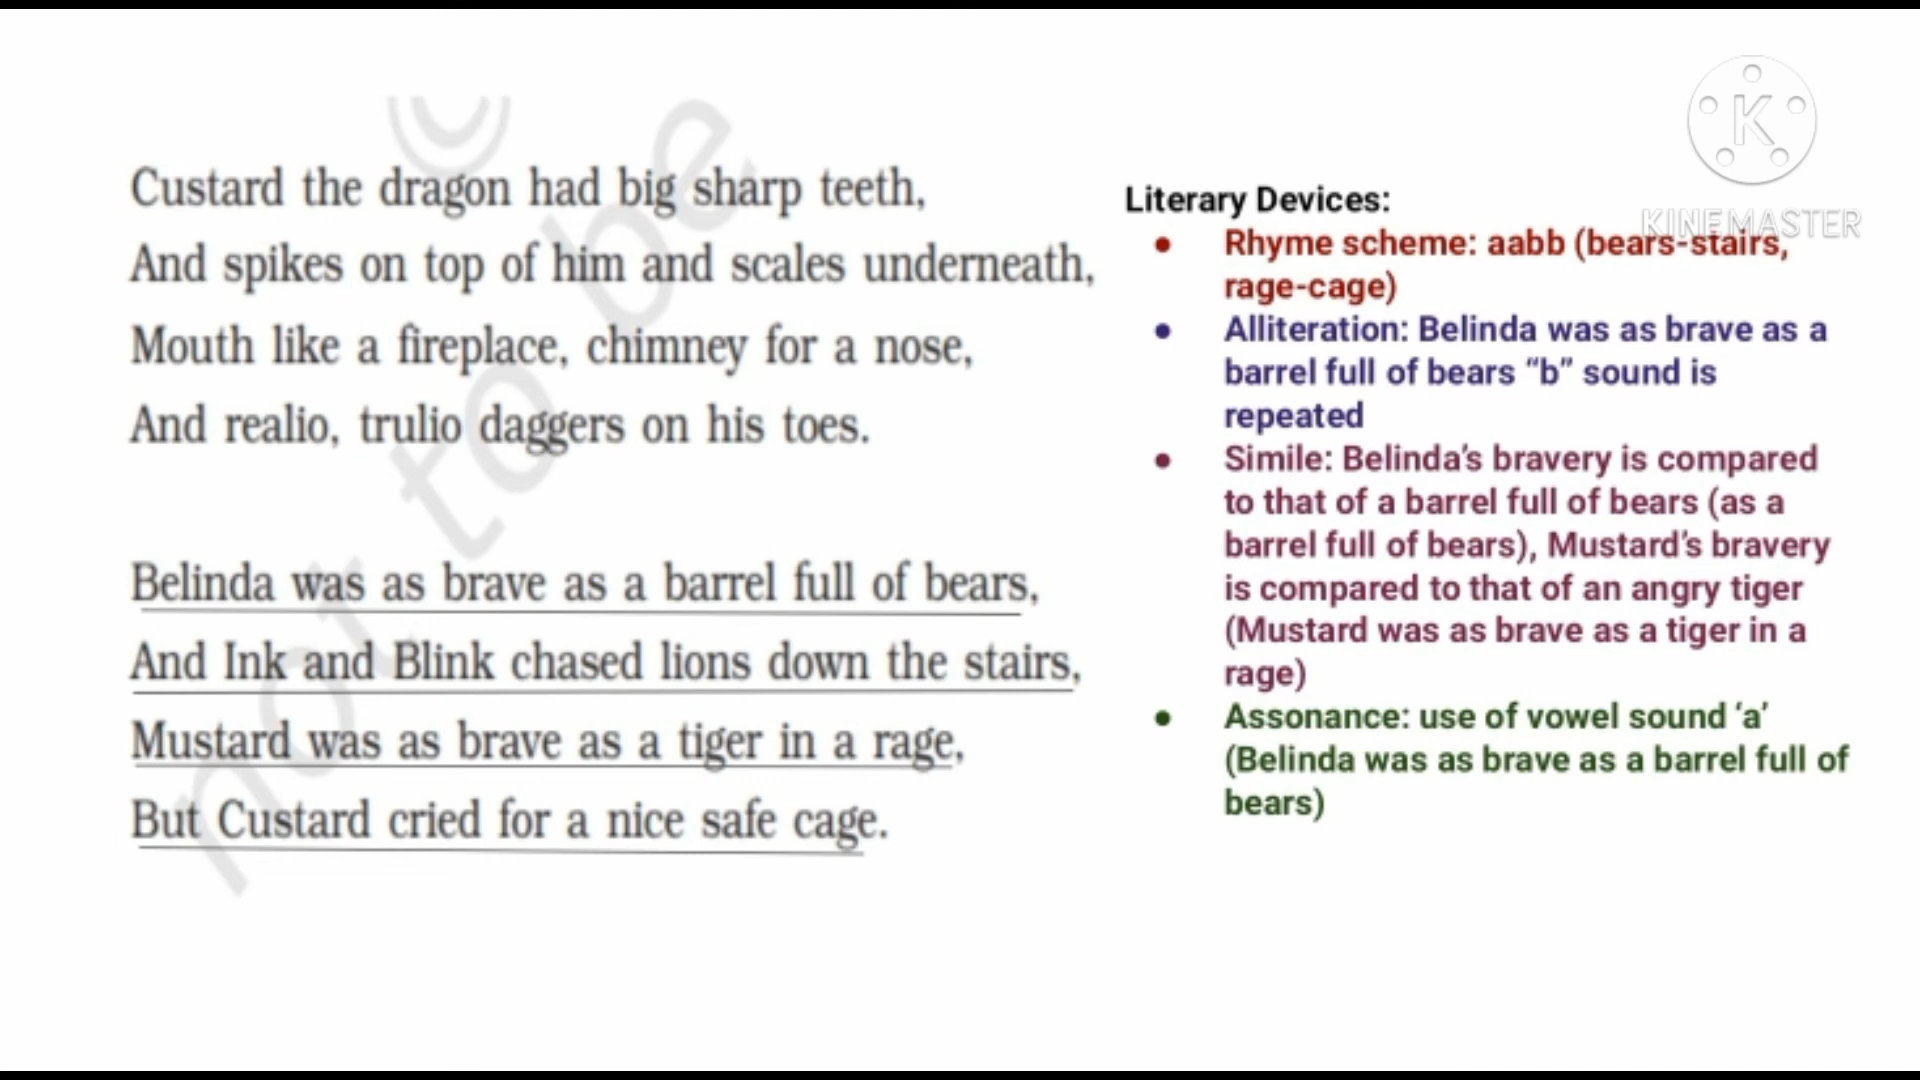 Custard the dragon had big sharp teeth,
And spikes on top of him and scales underneath,
Mouth like a fireplace, chimney for a nose,
And realio, trulio daggers on his toes.
Belinda was as brave as a barrel full of bears,
And Ink and Blink chased lions down the stairs,
Mustard was as brave as a tiger in a rage,
But Custard cried for a nice safe cage.
not to be
©
K
KINEMASTER
Literary Devices:
• Rhyme scheme: aabb (bears-stairs,
rage-cage)
• Alliteration: Belinda was as brave as a
barrel full of bears “b” sound is
repeated
• Simile: Belinda’s bravery is compared
to that of a barrel full of bears (as a
barrel full of bears), Mustard’s bravery
is compared to that of an angry tiger
(Mustard was as brave as a tiger in a
rage)
• Assonance: use of vowel sound ‘a’
(Belinda was as brave as a barrel full of
bears)